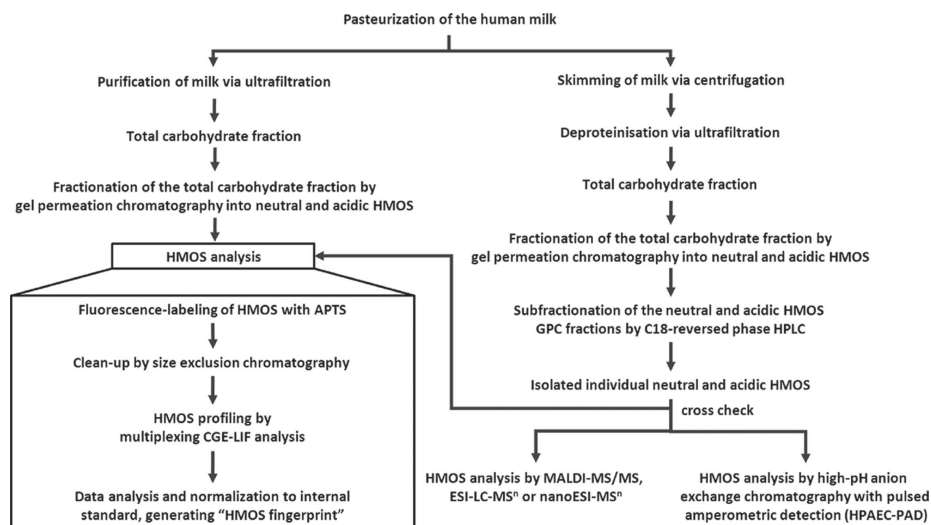 Pasteurization of the human milk
Purification of milk via ultrafiltration
Total carbohydrate fraction
Fractionation of the total carbohydrate fraction by
gel permeation chromatography into neutral and acidic HMOS
HMOS analysis
Fluorescence-labeling of HMOS with APTS
Clean-up by size exclusion chromatography
HMOS profiling by
multiplexing CGE-LIF analysis
Data analysis and normalization to internal
standard, generating “HMOS fingerprint”
Skimming of milk via centrifugation
Deproteinisation via ultrafiltration
Total carbohydrate fraction
Fractionation of the total carbohydrate fraction by
gel permeation chromatography into neutral and acidic HMOS
Subfractionation of the neutral and acidic HMOS
GPC fractions by C18-reversed phase HPLC
Isolated individual neutral and acidic HMOS
cross check
HMOS analysis by MALDI-MS/MS,
ESI-LC-MSⁿ or nanoESI-MSⁿ
HMOS analysis by high-pH anion
exchange chromatography with pulsed
amperometric detection (HPAEC-PAD)